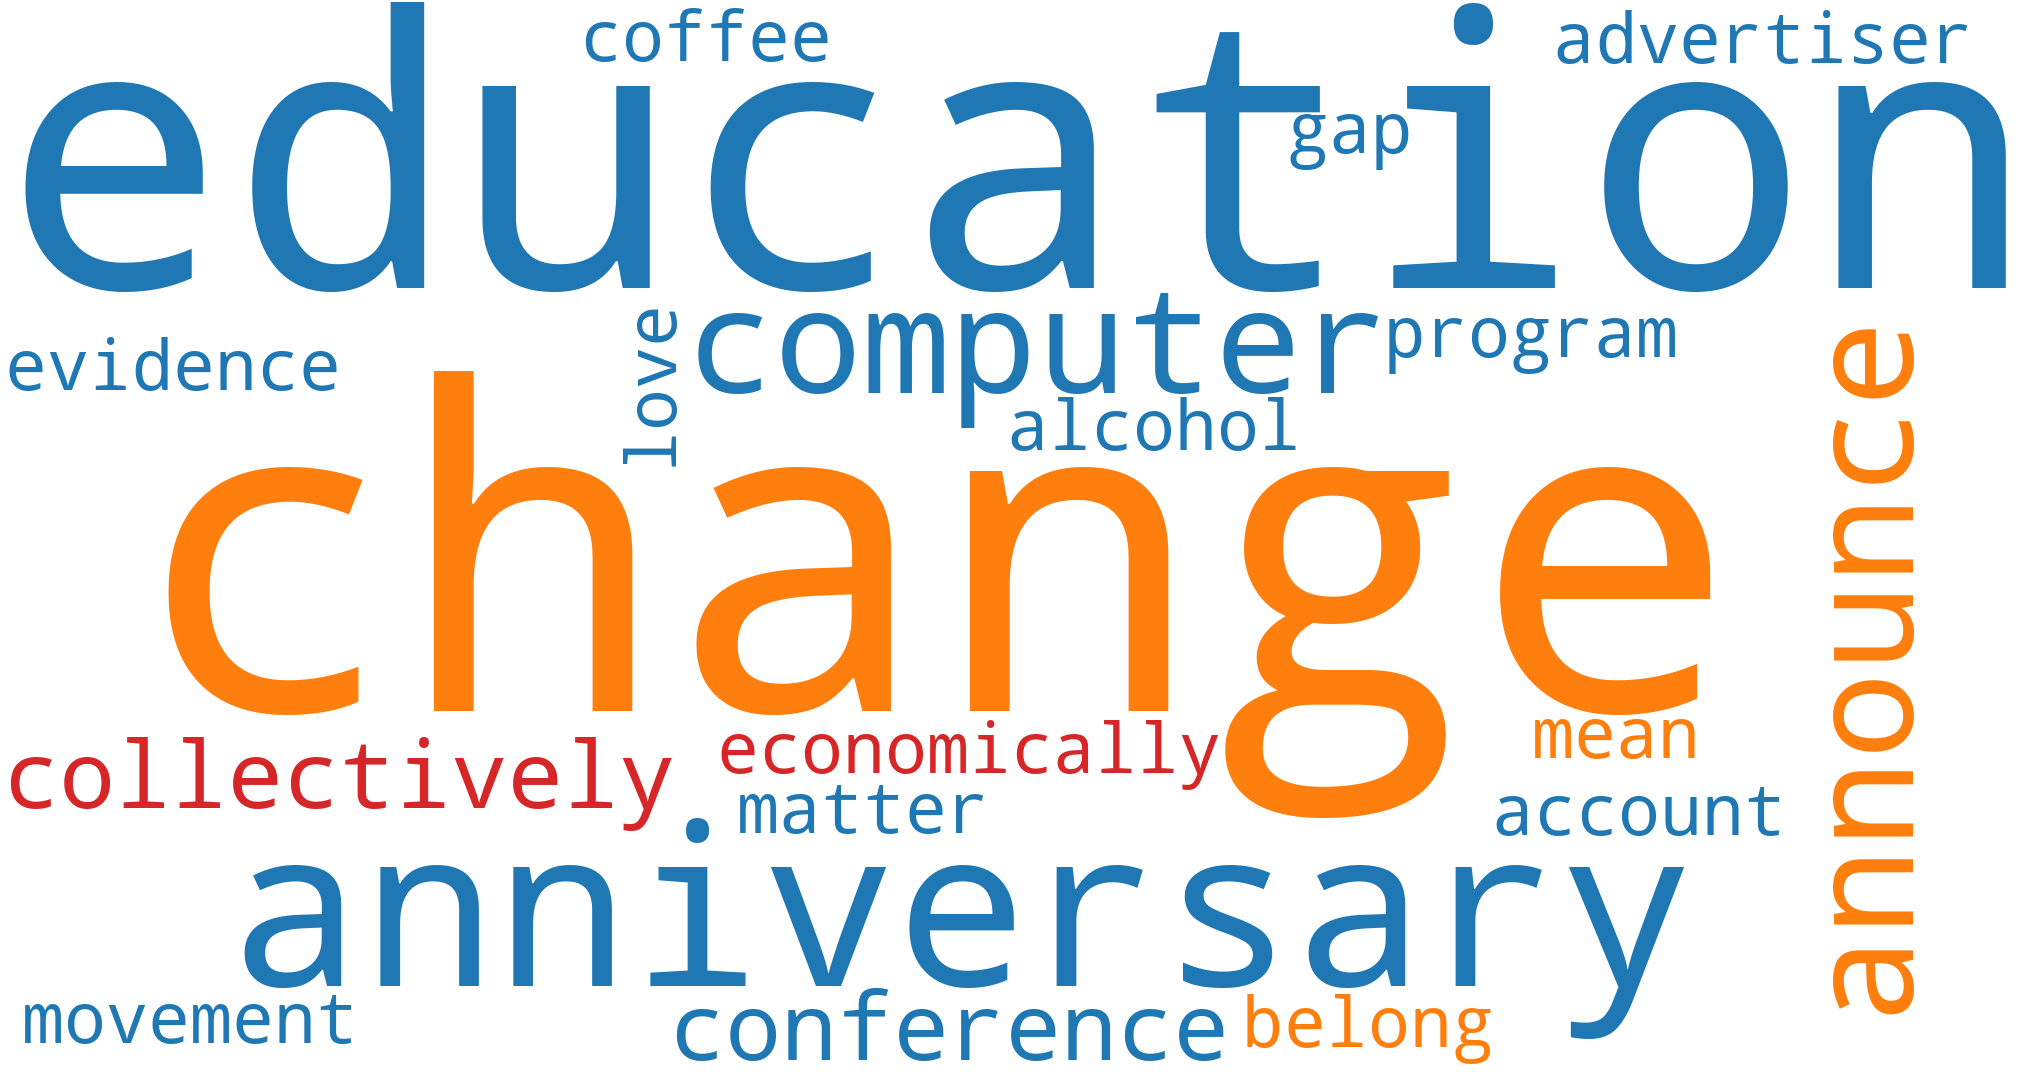 coffee
advertiser
education
gap
computer
program
love
evidence
alcohol
change
announce
collectively
economically
mean
matter
account
anniversary
movement
conference
belong